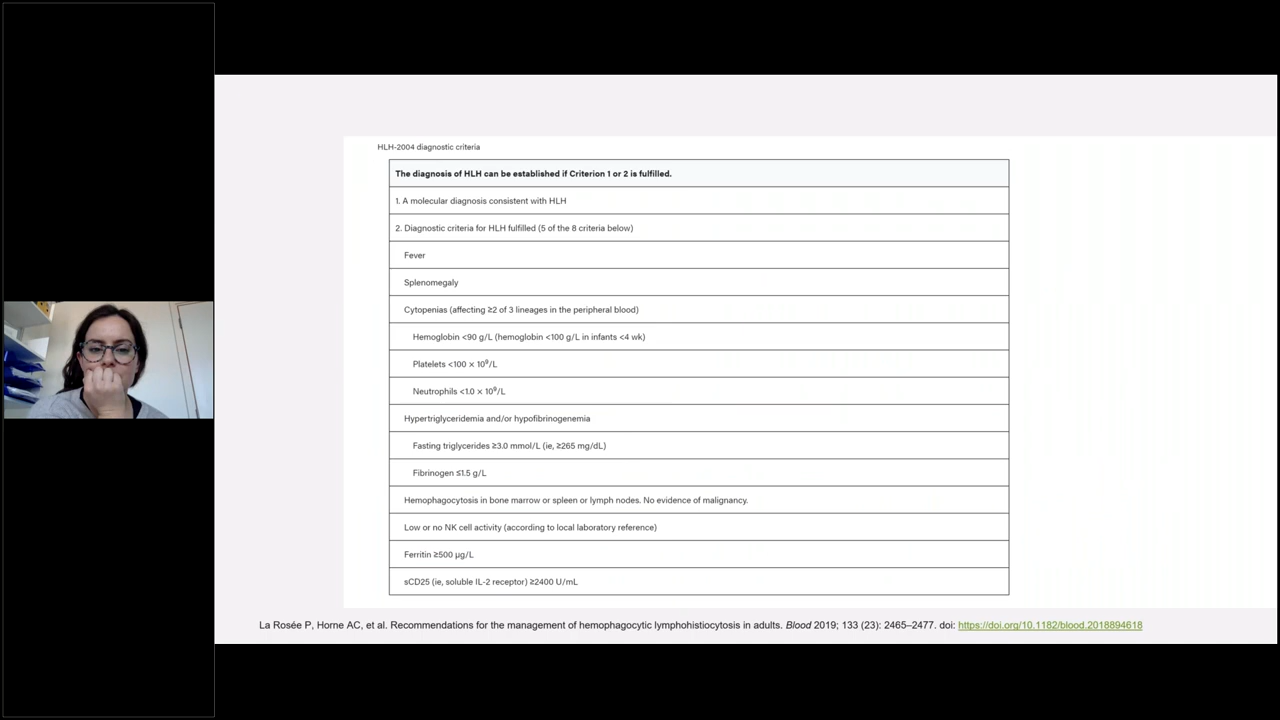 HLH-2004 diagnostic criteria
The diagnosis of HLH can be established if Criterion 1 or 2 is fulfilled.
1. A molecular diagnosis consistent with HLH
2. Diagnostic criteria for HLH fulfilled (5 of the 8 criteria below)
Fever
Splenomegaly
Cytopenias (affecting ≥2 of 3 lineages in the peripheral blood)
Hemoglobin <90 g/L (hemoglobin <100 g/L in infants <4 wk)
Platelets <100 × 10⁹/L
Neutrophils <1.0 × 10⁹/L
Hypertriglyceridemia and/or hypofibrinogenemia
Fasting triglycerides ≥3.0 mmol/L (ie, ≥265 mg/dL)
Fibrinogen ≤1.5 g/L
Hemophagocytosis in bone marrow or spleen or lymph nodes. No evidence of malignancy.
Low or no NK cell activity (according to local laboratory reference)
Ferritin ≥500 μg/L
sCD25 (ie, soluble IL-2 receptor) ≥2400 U/mL
La Rosée P, Horne AC, et al. Recommendations for the management of hemophagocytic lymphohistiocytosis in adults. Blood 2019; 133 (23): 2465–2477. doi: https://doi.org/10.1182/blood.2018894618